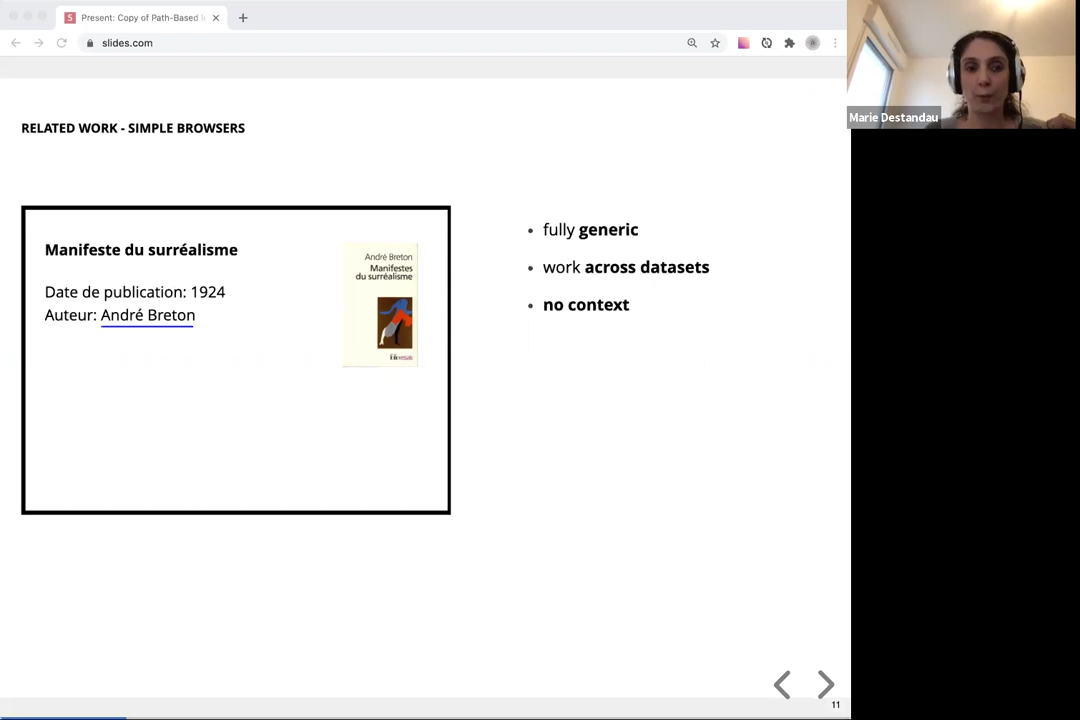 Present: Copy of Path-Based I
slides.com
Marie Destandau
RELATED WORK - SIMPLE BROWSERS
Manifeste du surréalisme
Date de publication: 1924
Auteur: André Breton
André Breton
Manifestes
du surréalisme
fully generic
work across datasets
no context
11